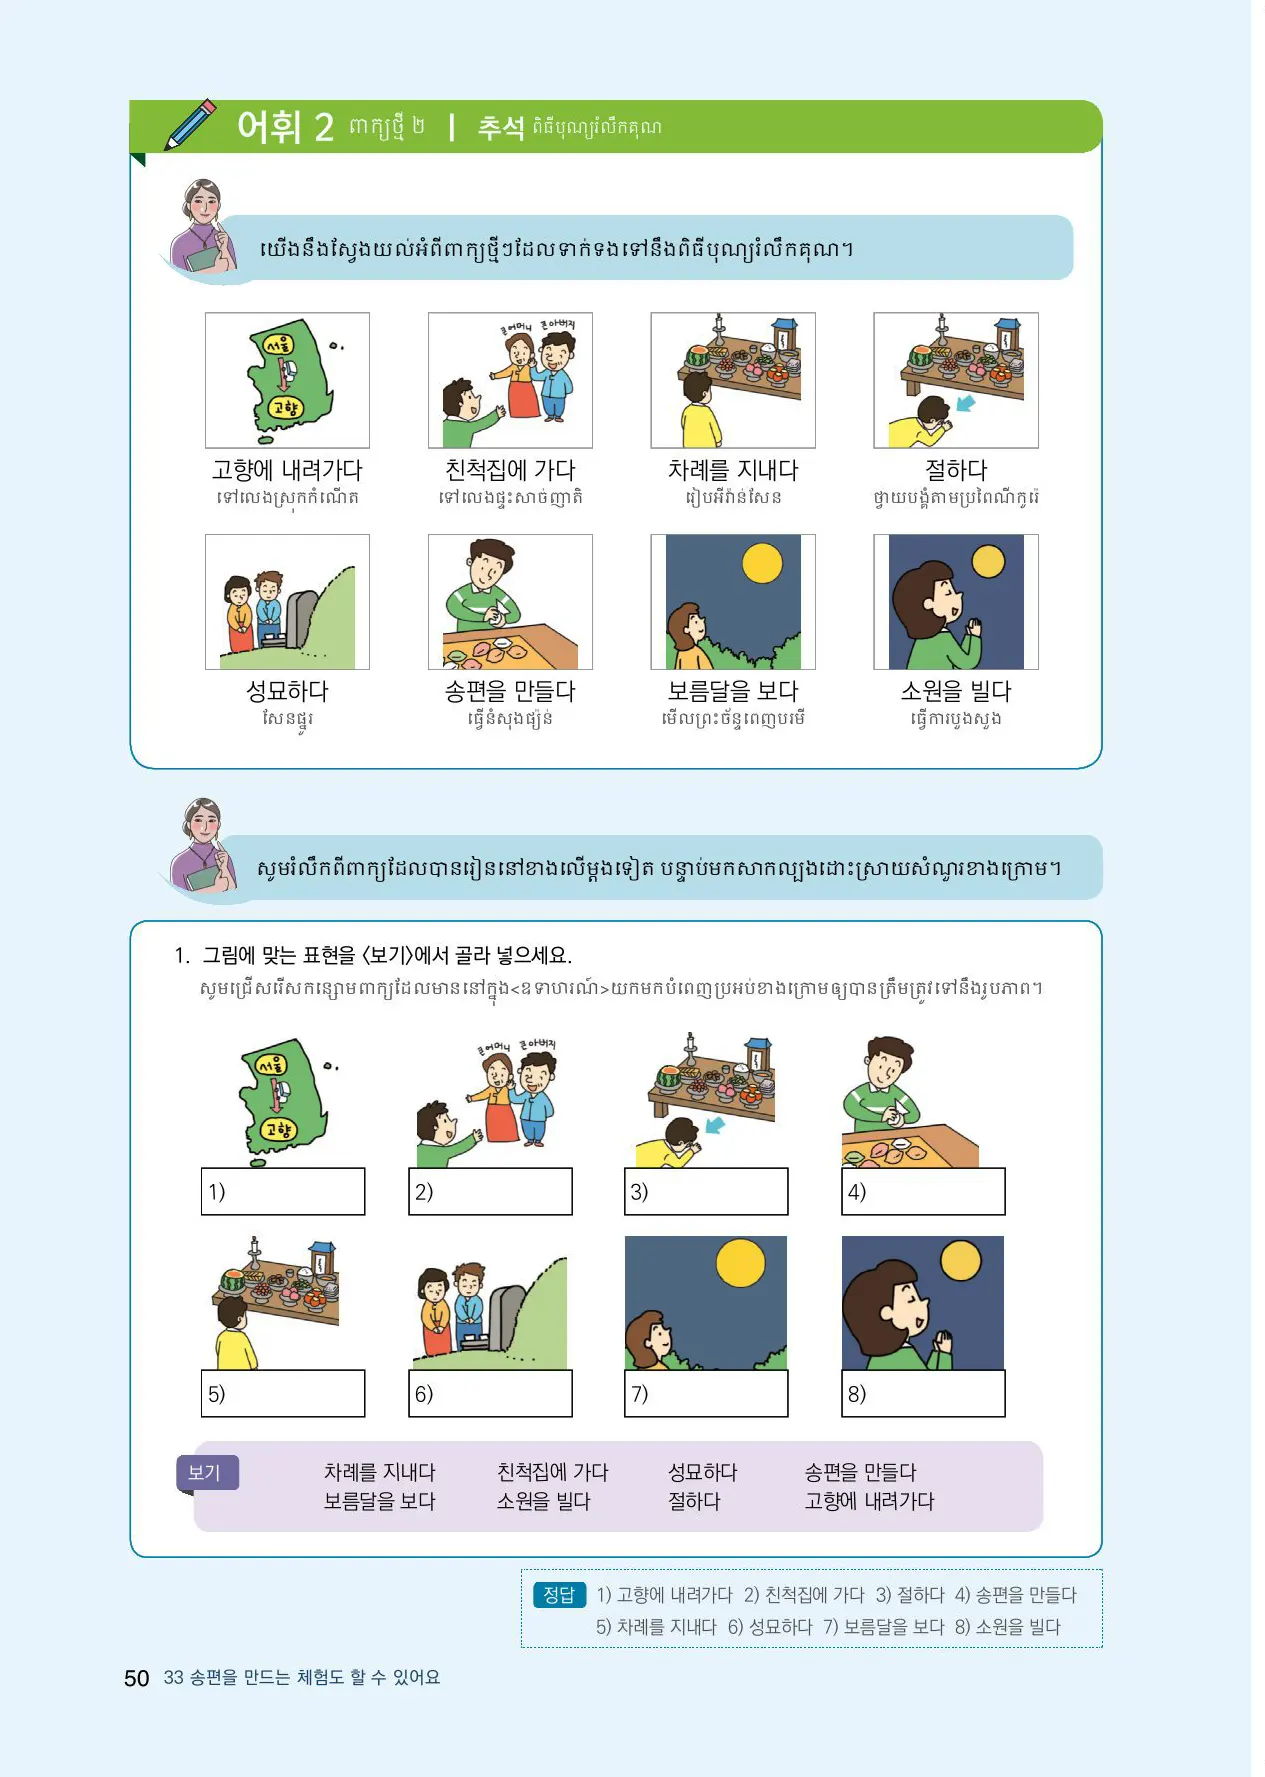 어휘 2 ពាក្យថ្មី ២ | 추석 ពិធីបុណ្យរំលឹកគុណ
យើងនឹងស្វែងយល់អំពីពាក្យថ្មីៗដែលទាក់ទងទៅនឹងពិធីបុណ្យរំលឹកគុណ។
서울
고향
큰어머니 큰아버지
고향에 내려가다 친척집에 가다 차례를 지내다 절하다
ទៅលេងស្រុកកំណើត ទៅលេងផ្ទះសាច់ញាតិ រៀបអីវ៉ាន់សែន ថ្វាយបង្គំតាមប្រពៃណីកូរ៉េ
성묘하다 송편을 만들다 보름달을 보다 소원을 빌다
សែនផ្នូរ ធ្វើនំសុងផ្យ៉ន់ មើលព្រះច័ន្ទពេញបរមី ធ្វើការបួងសួង
សូមរំលឹកពីពាក្យដែលបានរៀននៅខាងលើម្ដងទៀត បន្ទាប់មកសាកល្បងដោះស្រាយសំណួរខាងក្រោម។
1. 그림에 맞는 표현을 <보기>에서 골라 넣으세요.
សូមជ្រើសរើសកន្សោមពាក្យដែលមាននៅក្នុង<ឧទាហរណ៍>យកមកបំពេញប្រអប់ខាងក្រោមឲ្យបានត្រឹមត្រូវទៅនឹងរូបភាព។
서울
고향
큰어머니 큰아버지
1) 2) 3) 4)
5) 6) 7) 8)
보기 차례를 지내다 친척집에 가다 성묘하다 송편을 만들다
보름달을 보다 소원을 빌다 절하다 고향에 내려가다
정답 1) 고향에 내려가다 2) 친척집에 가다 3) 절하다 4) 송편을 만들다
5) 차례를 지내다 6) 성묘하다 7) 보름달을 보다 8) 소원을 빌다
50 33 송편을 만드는 체험도 할 수 있어요